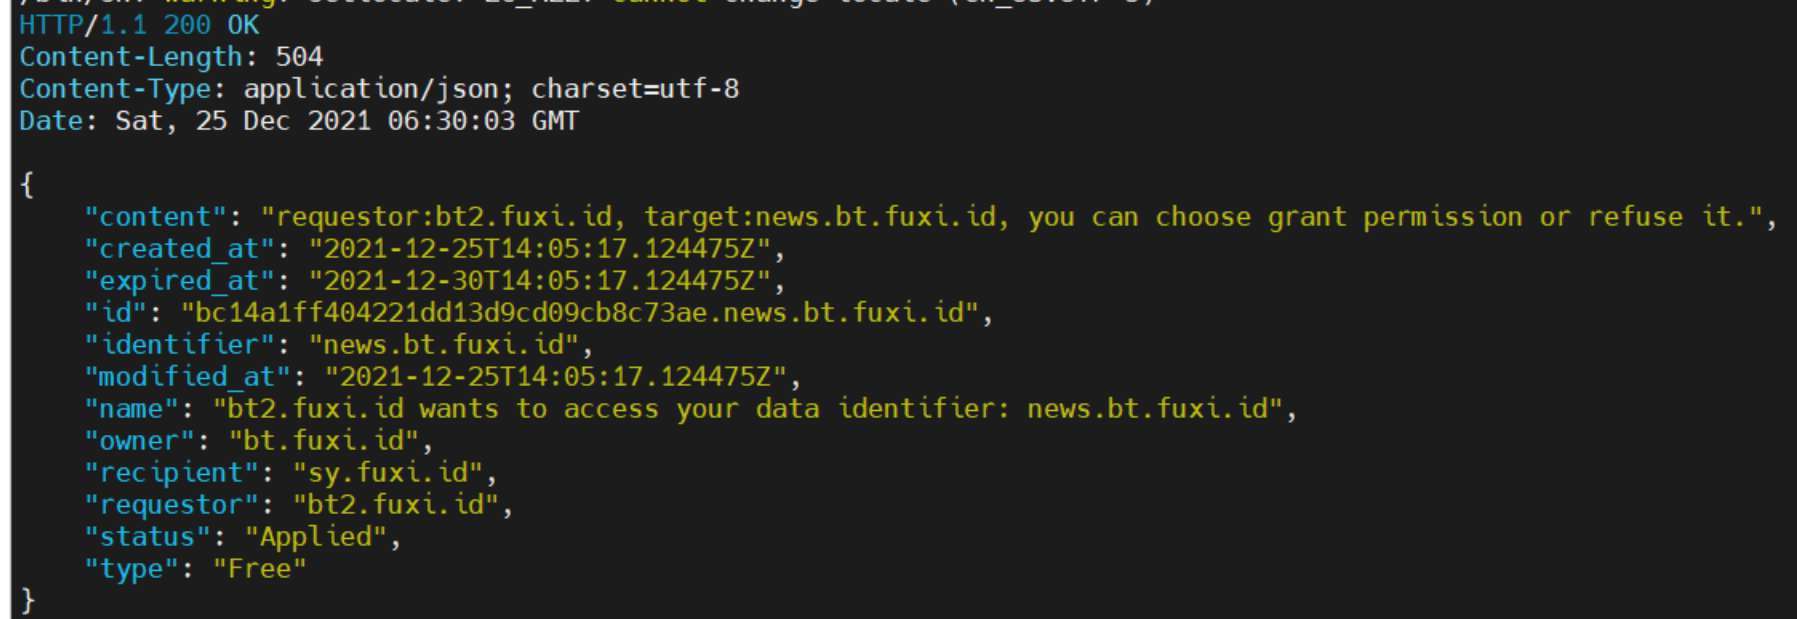 HTTP/1.1 200 OK
Content-Length: 504
Content-Type: application/json; charset=utf-8
Date: Sat, 25 Dec 2021 06:30:03 GMT
{
"content": "requestor:bt2.fuxi.id, target:news.bt.fuxi.id, you can choose grant permission or refuse it.",
"created_at": "2021-12-25T14:05:17.124475Z",
"expired_at": "2021-12-30T14:05:17.124475Z",
"id": "bc14a1ff404221dd13d9cd09cb8c73ae.news.bt.fuxi.id",
"identifier": "news.bt.fuxi.id",
"modified_at": "2021-12-25T14:05:17.124475Z",
"name": "bt2.fuxi.id wants to access your data identifier: news.bt.fuxi.id",
"owner": "bt.fuxi.id",
"recipient": "sy.fuxi.id",
"requestor": "bt2.fuxi.id",
"status": "Applied",
"type": "Free"
}